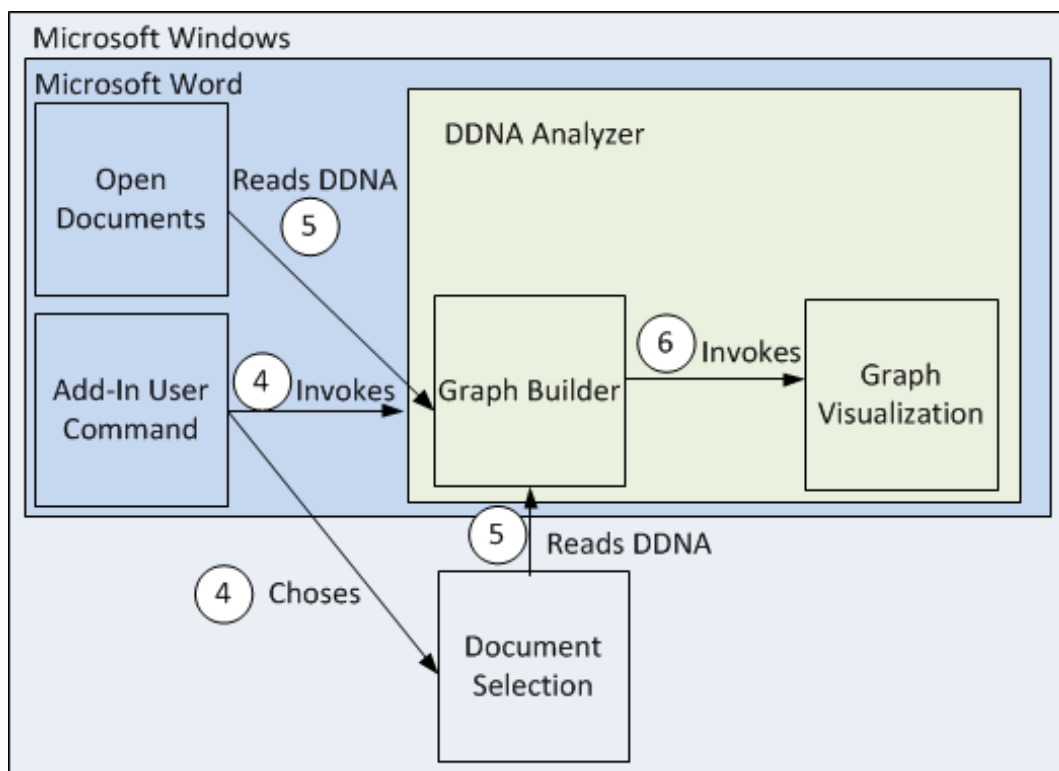 Microsoft Windows
Microsoft Word
DDNA Analyzer
Open
Documents
Reads DDNA
5
Add-In User
Command
4
Invokes
Graph Builder
6
Invokes
Graph
Visualization
5
Reads DDNA
4
Choses
Document
Selection